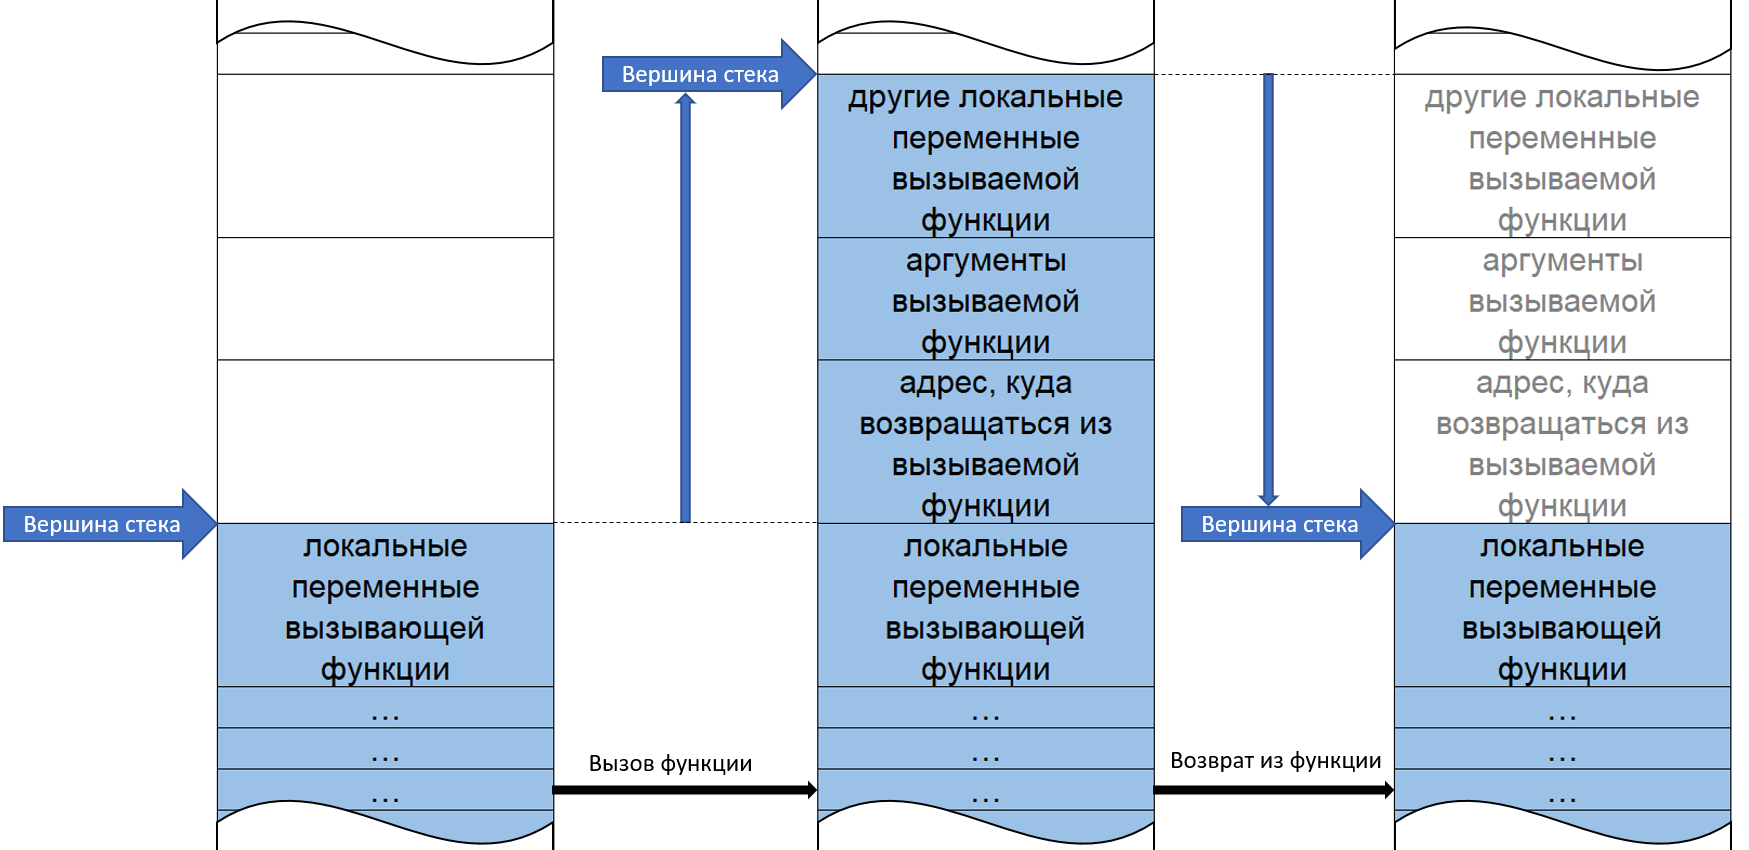 Вершина стека
локальные
переменные
вызывающей
функции
...
...
...
Вызов функции
Вершина стека
другие локальные
переменные
вызываемой
функции
аргументы
вызываемой
функции
адрес, куда
возвращаться из
вызываемой
функции
локальные
переменные
вызывающей
функции
...
...
...
Возврат из функции
Вершина стека
другие локальные
переменные
вызываемой
функции
аргументы
вызываемой
функции
адрес, куда
возвращаться из
вызываемой
функции
локальные
переменные
вызывающей
функции
...
...
...